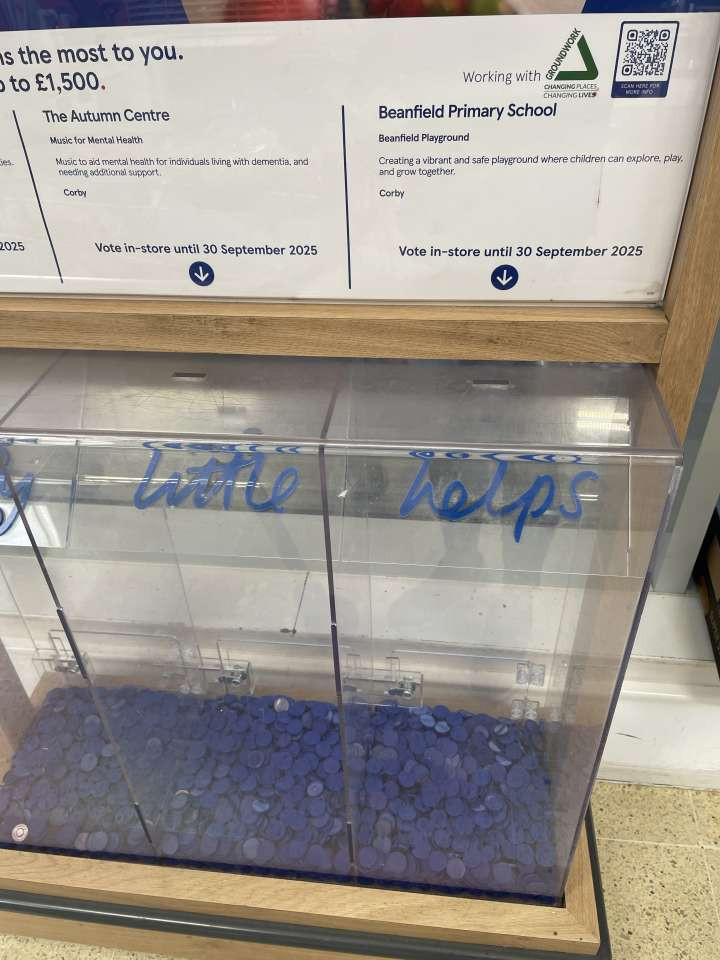 ns the most to you.
o to £1,500.
Working with
GROUNDWORK
CHANGING PLACES
CHANGING LIVES
SCAN HERE FOR
MORE INFO
ies.
2025
The Autumn Centre
Music for Mental Health
Music to aid mental health for individuals living with dementia, and
needing additional support.
Corby
Vote in-store until 30 September 2025
Beanfield Primary School
Beanfield Playground
Creating a vibrant and safe playground where children can explore, play,
and grow together.
Corby
Vote in-store until 30 September 2025
little helps